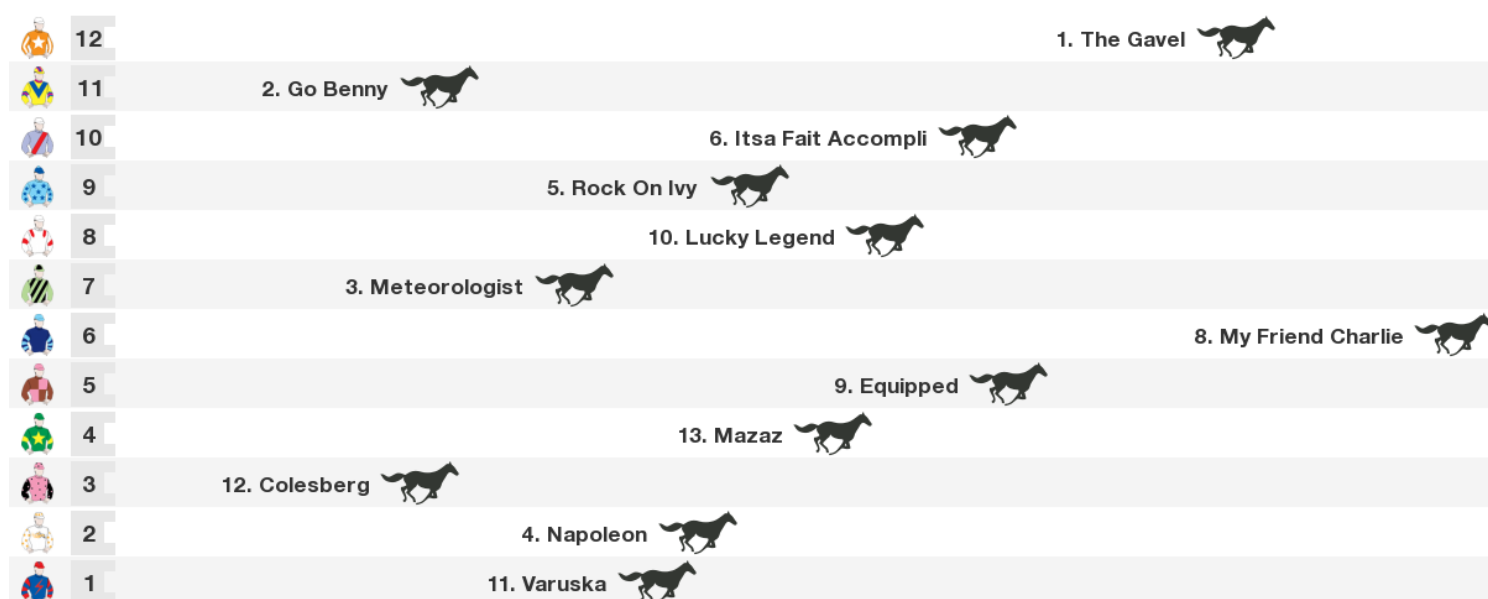 12 1. The Gavel
11 2. Go Benny
10 6. Itsa Fait Accompli
9 5. Rock On Ivy
8 10. Lucky Legend
7 3. Meteorologist
6 8. My Friend Charlie
5 9. Equipped
4 13. Mazaz
3 12. Colesberg
2 4. Napoleon
1 11. Varuska